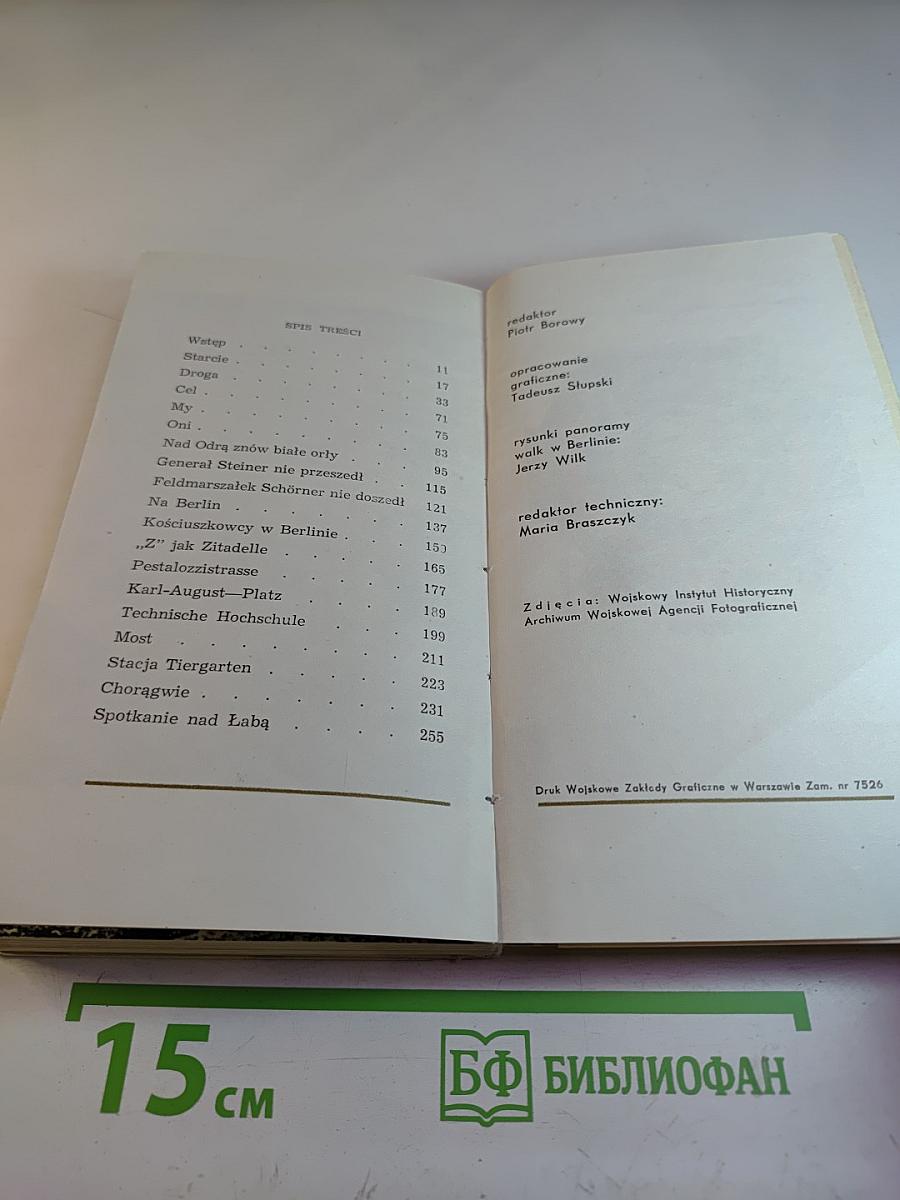 SPIS TREŚCI
Wstęp . . . . . . . 11
Starcie . . . . . . . 17
Droga . . . . . . . 33
Cel . . . . . . . . 71
My . . . . . . . . 75
Oni . . . . . . . . 83
Nad Odrą znów białe orły . . . 95
Generał Steiner nie przeszedł . . 115
Feldmarszałek Schörner nie doszedł 121
Na Berlin . . . . . . 137
Kościuszkowcy w Berlinie . . .
„Z” jak Zitadelle . . . . 165
Pestalozzistrasse . . . . 177
Karl-August—Platz . . . . 189
Technische Hochschule . . . 199
Most . . . . . . . 211
Stacja Tiergarten . . . . 223
Chorągwie . . . . . . 231
Spotkanie nad Łabą . . . . 255
redaktor
Piotr Borowy
opracowanie
graficzne:
Tadeusz Słupski
rysunki panoramy
walk w Berlinie:
Jerzy Wilk
redaktor techniczny:
Maria Braszczyk
Zdjęcia: Wojskowy Instytut Historyczny
Archiwum Wojskowej Agencji Fotograficznej
Druk Wojskowe Zakłady Graficzne w Warszawie Zam. nr 7526
15 см
БФ БИБЛИОФАН